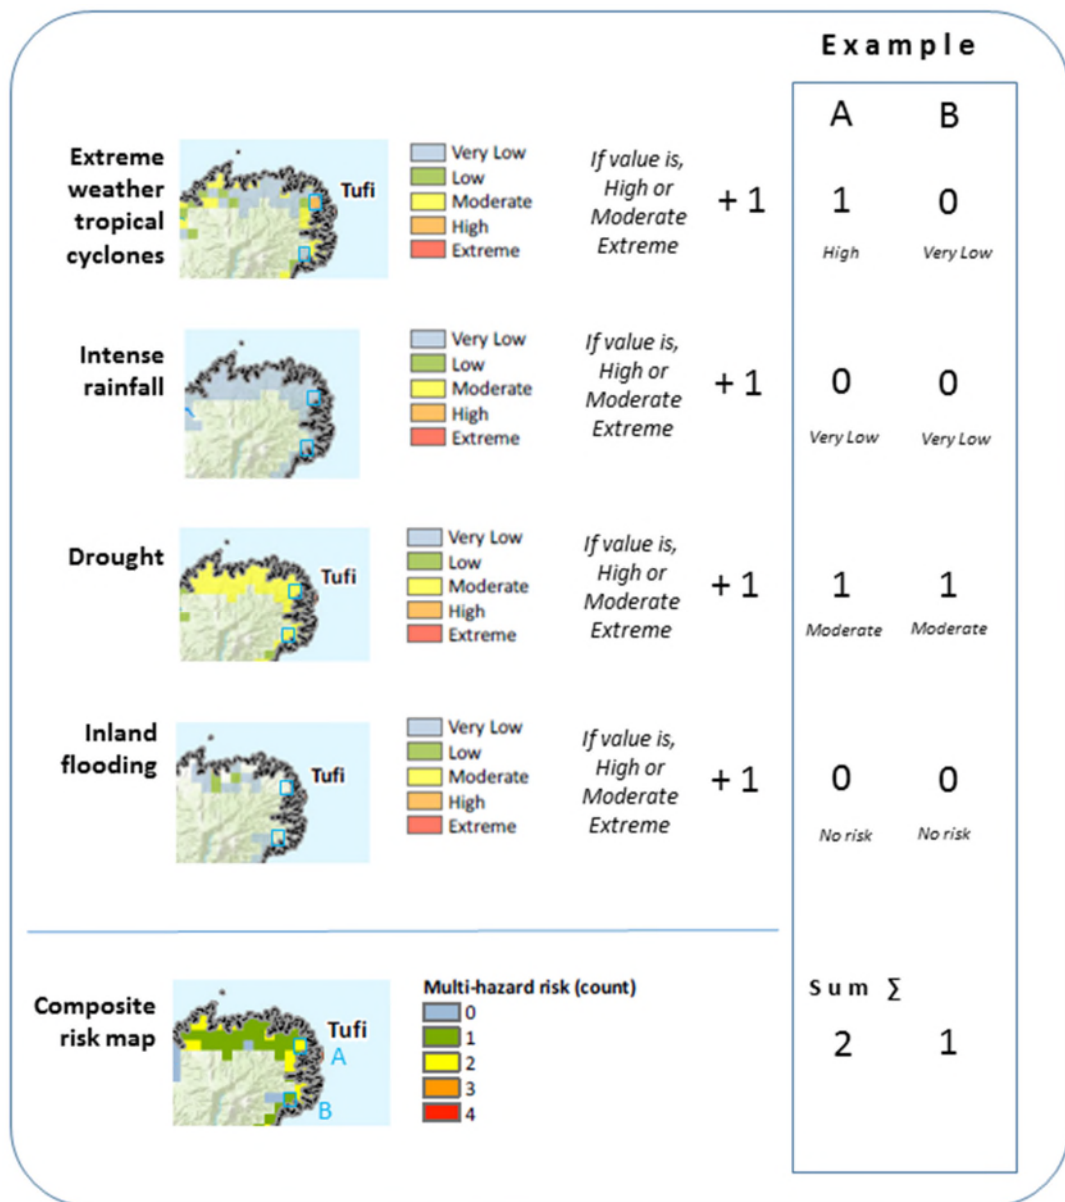 Example
A B
Extreme
weather
tropical
cyclones
Tufi
Very Low
Low
Moderate
High
Extreme
If value is,
High or
Moderate
Extreme
+ 1
1 0
High Very Low
Intense
rainfall
Very Low
Low
Moderate
High
Extreme
If value is,
High or
Moderate
Extreme
+ 1
0 0
Very Low Very Low
Drought
Tufi
Very Low
Low
Moderate
High
Extreme
If value is,
High or
Moderate
Extreme
+ 1
1 1
Moderate Moderate
Inland
flooding
Tufi
Very Low
Low
Moderate
High
Extreme
If value is,
High or
Moderate
Extreme
+ 1
0 0
No risk No risk
Composite
risk map
Tufi
A
B
Multi-hazard risk (count)
0
1
2
3
4
Sum Σ
2 1